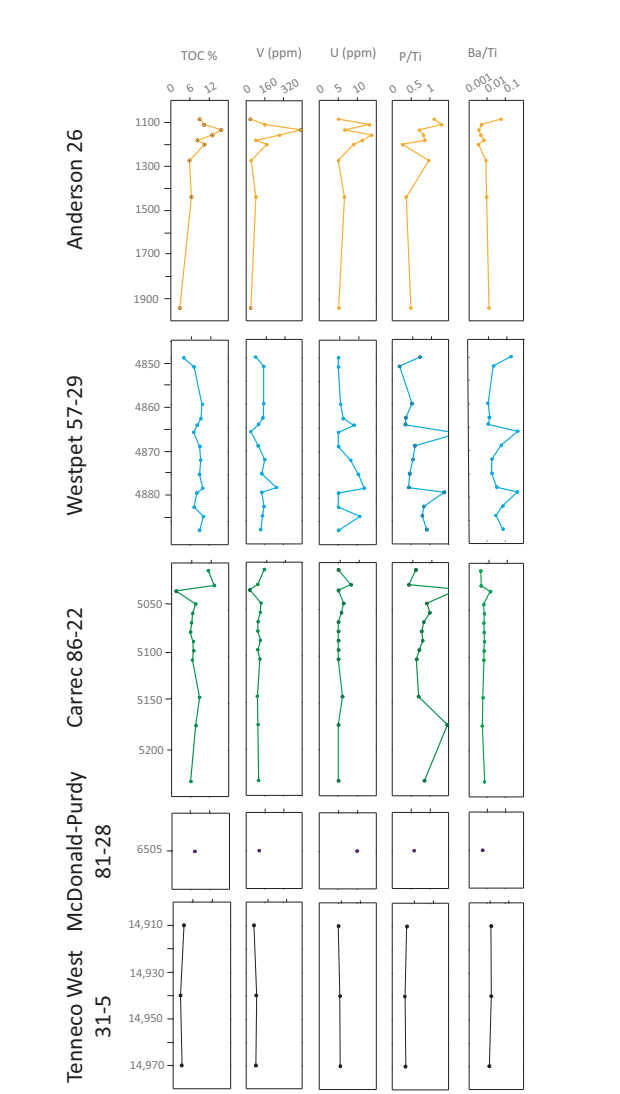 TOC %
V (ppm)
U (ppm)
P/Ti
Ba/Ti
0 6 12
0 160 320
0 5 10
0 0.5 1
0.001 0.01 0.1
Anderson 26
1100
1300
1500
1700
1900
Westpet 57-29
4850
4860
4870
4880
Carrec 86-22
5050
5100
5150
5200
McDonald-Purdy
81-28
6505
Tenneco West
31-5
14,910
14,930
14,950
14,970